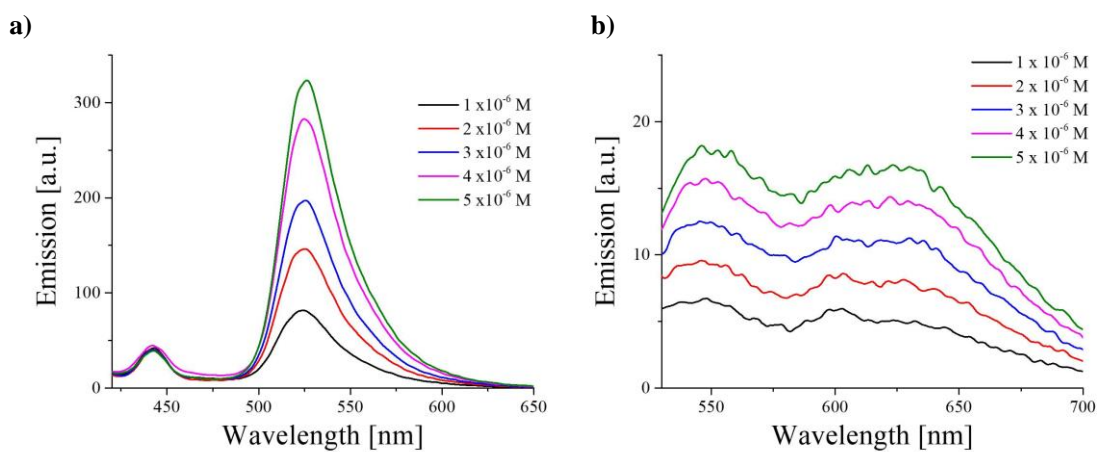 a)
300
200
100
0
Emission [a.u.]
1 x10⁻⁶ M
2 x10⁻⁶ M
3 x10⁻⁶ M
4 x10⁻⁶ M
5 x10⁻⁶ M
450 500 550 600 650
Wavelength [nm]
b)
20
10
0
Emission [a.u.]
1 x 10⁻⁶ M
2 x 10⁻⁶ M
3 x 10⁻⁶ M
4 x 10⁻⁶ M
5 x 10⁻⁶ M
550 600 650 700
Wavelength [nm]